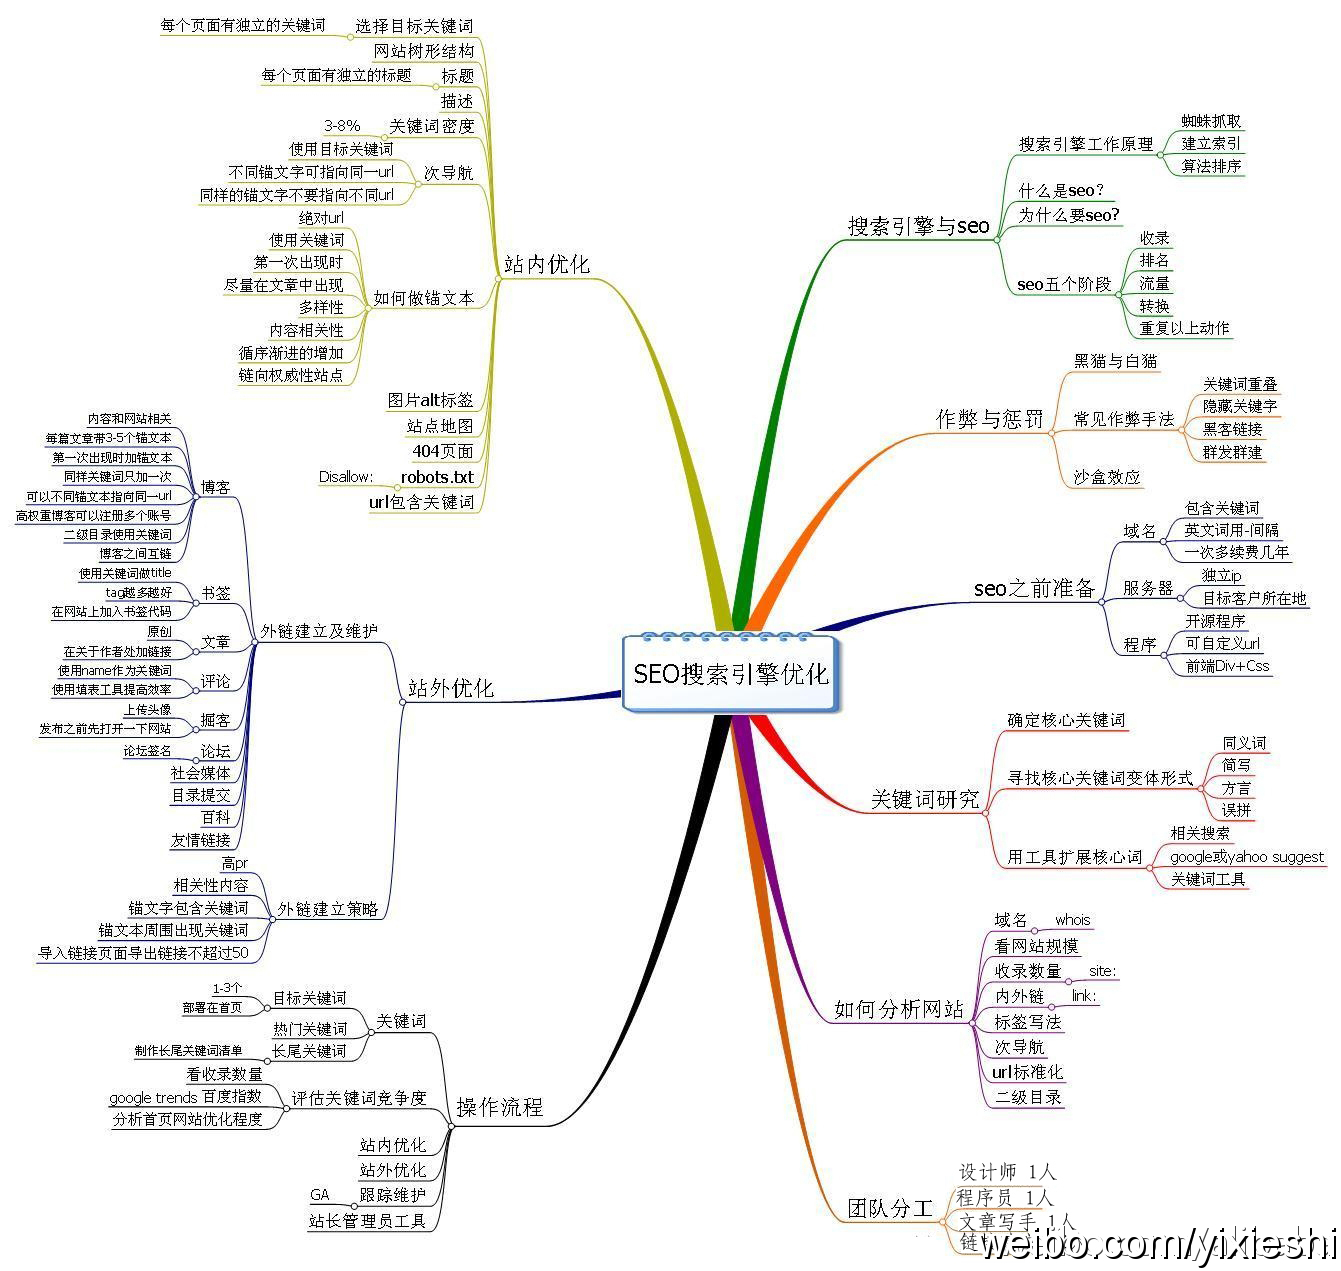 SEO搜索引擎优化
搜索引擎与seo
搜索引擎工作原理
蜘蛛抓取
建立索引
算法排序
什么是seo?
为什么要seo?
seo五个阶段
收录
排名
流量
转换
重复以上动作
作弊与惩罚
黑猫与白猫
常见作弊手法
关键词重叠
隐藏关键字
黑客链接
群发群建
沙盒效应
seo之前准备
域名
包含关键词
英文词用-间隔
一次多续费几年
服务器
独立ip
目标客户所在地
程序
开源程序
可自定义url
前端Div+Css
关键词研究
确定核心关键词
寻找核心关键词变体形式
同义词
简写
方言
误拼
用工具扩展核心词
相关搜索
google或yahoo suggest
关键词工具
如何分析网站
域名
whois
看网站规模
收录数量
site:
内外链
link:
标签写法
次导航
url标准化
二级目录
团队分工
设计师 1人
程序员 1人
文章写手 1人
链
weibo.com/yixieshi
站内优化
选择目标关键词
每个页面有独立的关键词
网站树形结构
标题
每个页面有独立的标题
描述
关键词密度
3-8%
次导航
使用目标关键词
不同锚文字可指向同一url
同样的锚文字不要指向不同url
如何做锚文本
绝对url
使用关键词
第一次出现时
尽量在文章中出现
多样性
内容相关性
循序渐进的增加
链向权威性站点
图片alt标签
站点地图
404页面
robots.txt
Disallow:
url包含关键词
站外优化
外链建立及维护
博客
内容和网站相关
每篇文章带3-5个锚文本
第一次出现时加锚文本
同样关键词只加一次
可以不同锚文本指向同一url
高权重博客可以注册多个账号
二级目录使用关键词
博客之间互链
书签
使用关键词做title
tag越多越好
在网站上加入书签代码
文章
原创
在关于作者处加链接
评论
使用name作为关键词
使用填表工具提高效率
掘客
上传头像
发布之前先打开一下网站
论坛
论坛签名
社会媒体
目录提交
百科
友情链接
外链建立策略
高pr
相关性内容
锚文字包含关键词
锚文本周围出现关键词
导入链接页面导出链接不超过50
操作流程
关键词
目标关键词
1-3个
部署在首页
热门关键词
长尾关键词
制作长尾关键词清单
评估关键词竞争度
看收录数量
google trends 百度指数
分析首页网站优化程度
站内优化
站外优化
跟踪维护
GA
站长管理员工具